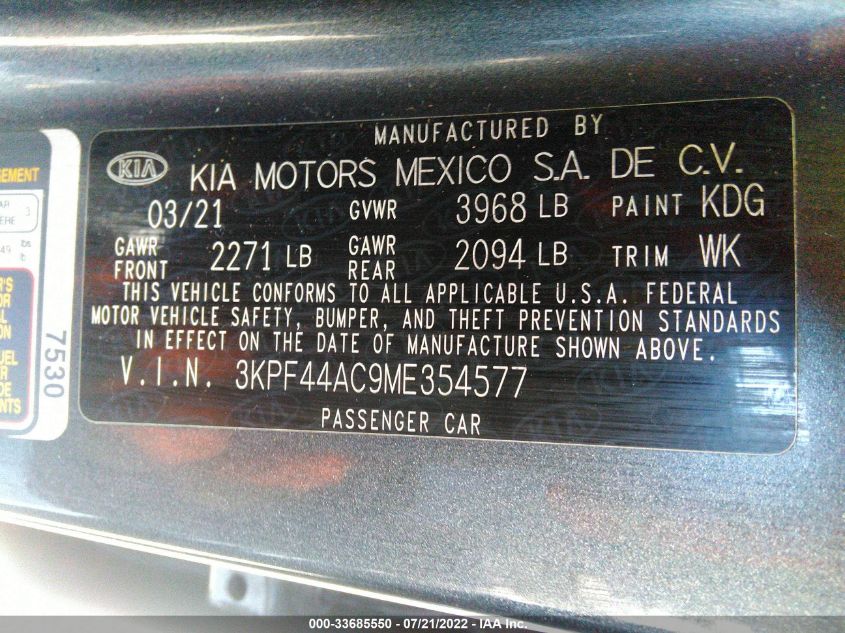 MANUFACTURED BY
KIA KIA MOTORS MEXICO S.A. DE C.V.
03/21 GVWR 3968 LB PAINT KDG
GAWR FRONT 2271 LB GAWR REAR 2094 LB TRIM WK
THIS VEHICLE CONFORMS TO ALL APPLICABLE U.S.A. FEDERAL
MOTOR VEHICLE SAFETY, BUMPER, AND THEFT PREVENTION STANDARDS
IN EFFECT ON THE DATE OF MANUFACTURE SHOWN ABOVE.
V.I.N. 3KPF44AC9ME354577
PASSENGER CAR
7530
000-33685550 / 07/21/2022 - IAA Inc.